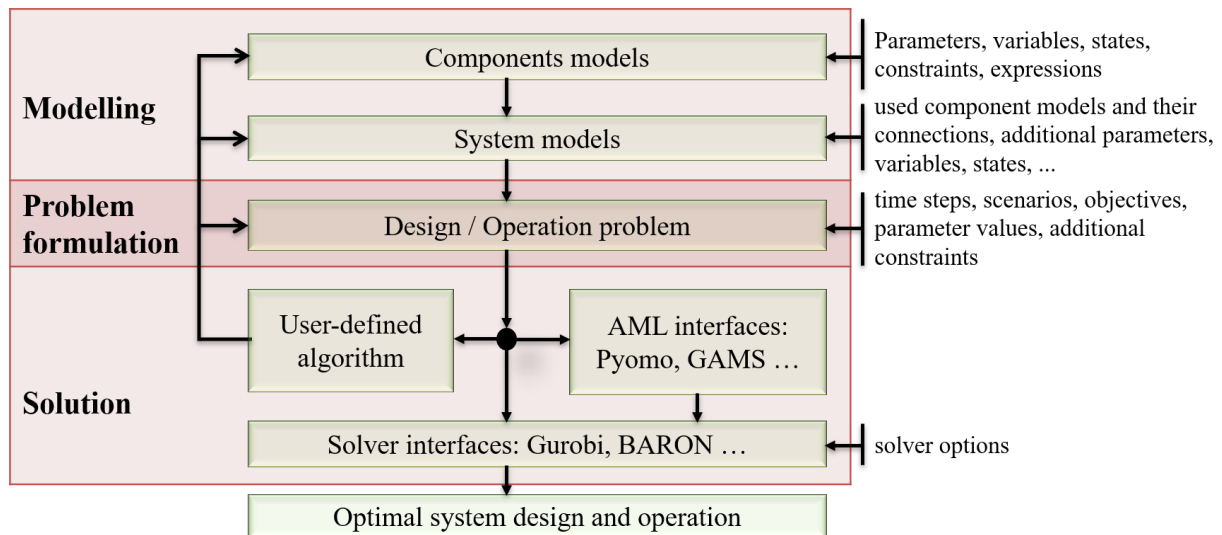 Modelling
Components models
Parameters, variables, states,
constraints, expressions
System models
used component models and their
connections, additional parameters,
variables, states, ...
Problem
formulation
Design / Operation problem
time steps, scenarios, objectives,
parameter values, additional
constraints
Solution
User-defined
algorithm
AML interfaces:
Pyomo, GAMS …
Solver interfaces: Gurobi, BARON …
solver options
Optimal system design and operation